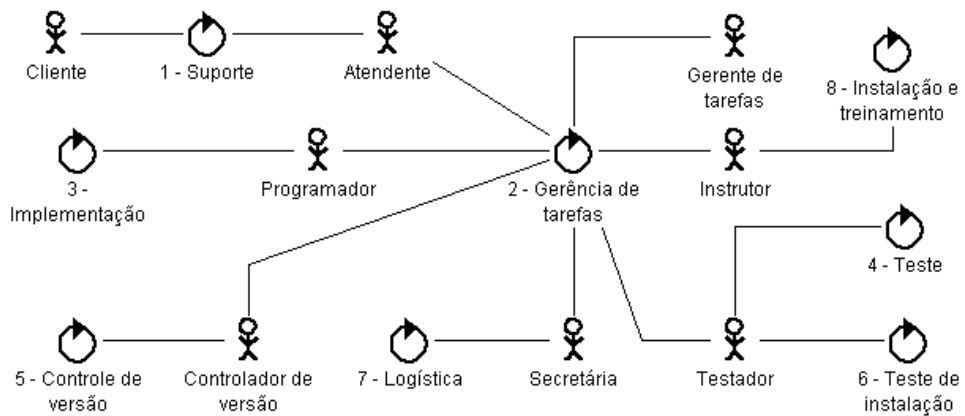 Cliente
1 - Suporte
Atendente
Gerente de
tarefas
8 - Instalação e
treinamento
3 -
Implementação
Programador
2 - Gerência de
tarefas
Instrutor
4 - Teste
5 - Controle de
versão
Controlador de
versão
7 - Logística
Secretária
Testador
6 - Teste de
instalação